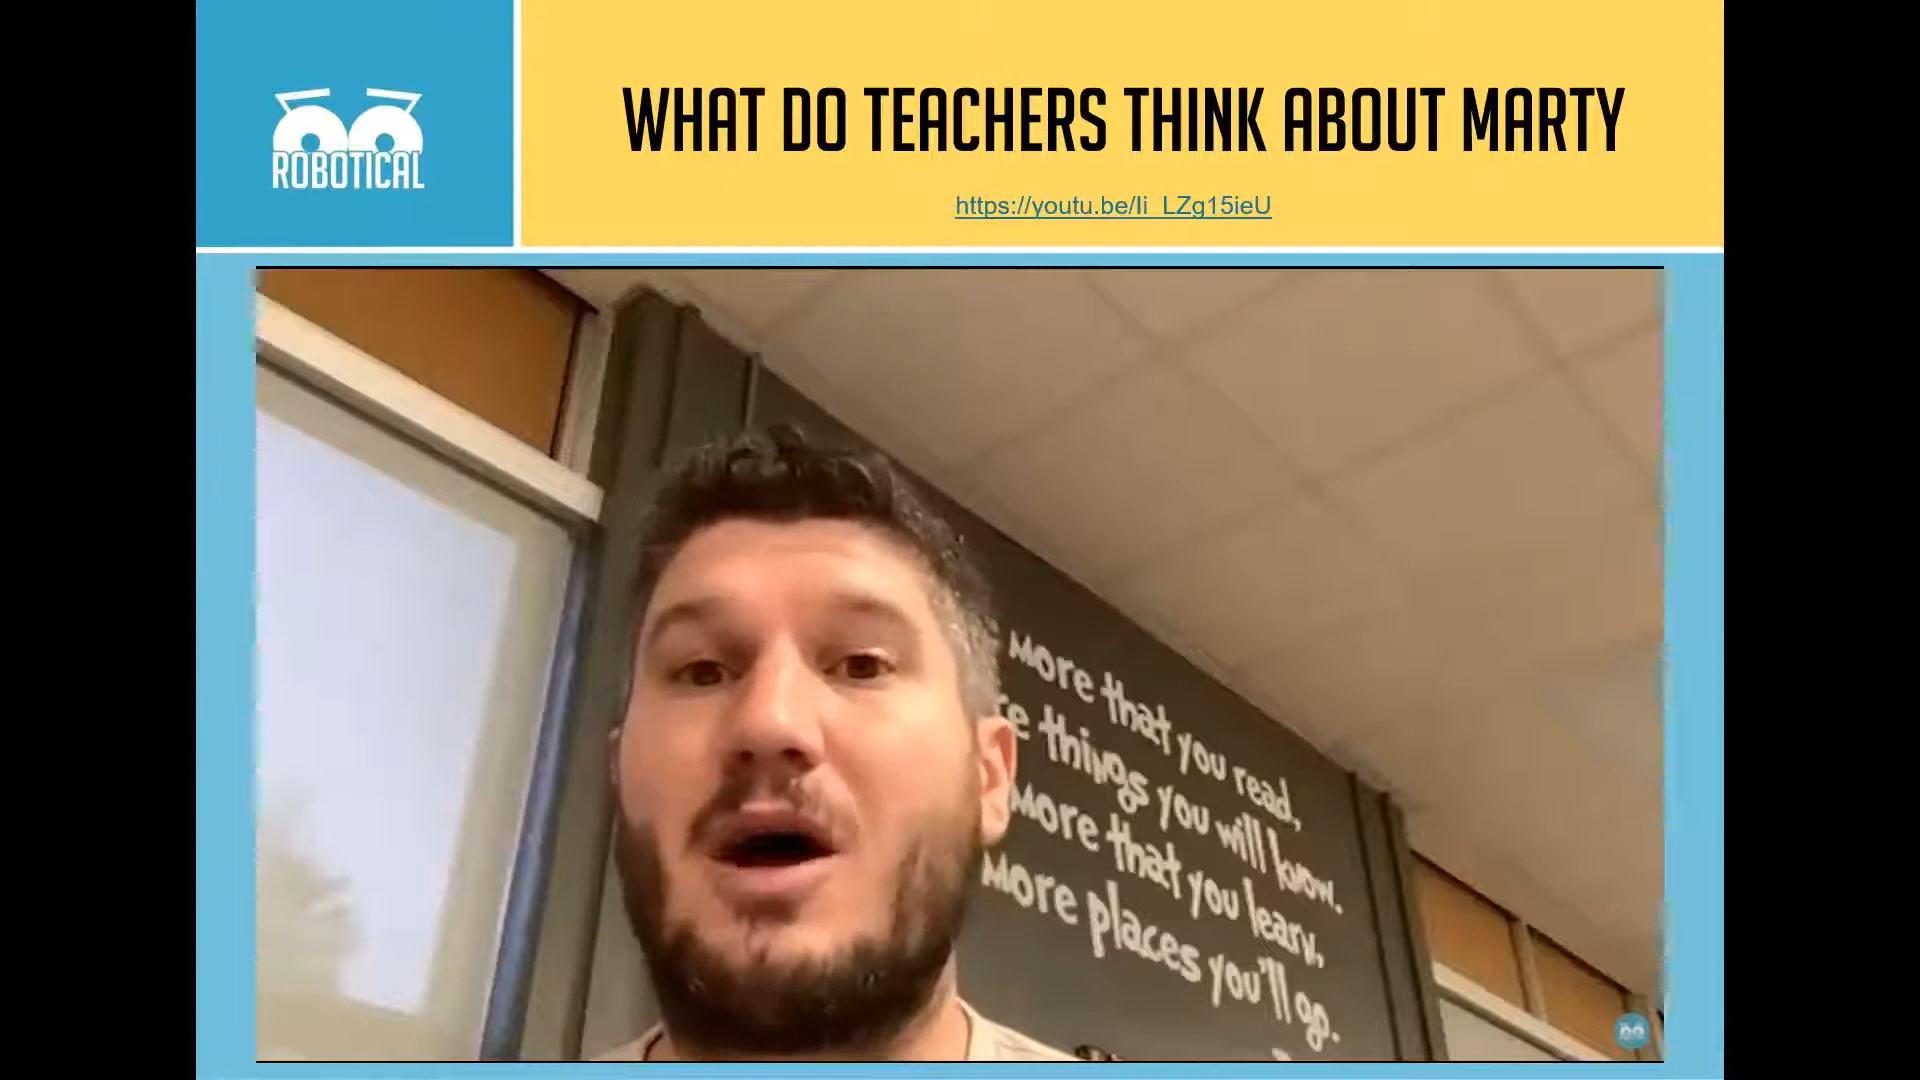 ROBOTICAL
WHAT DO TEACHERS THINK ABOUT MARTY
https://youtu.be/Ii_LZg15ieU
more that you read,
things you will know.
more that you learn,
more places you'll go.